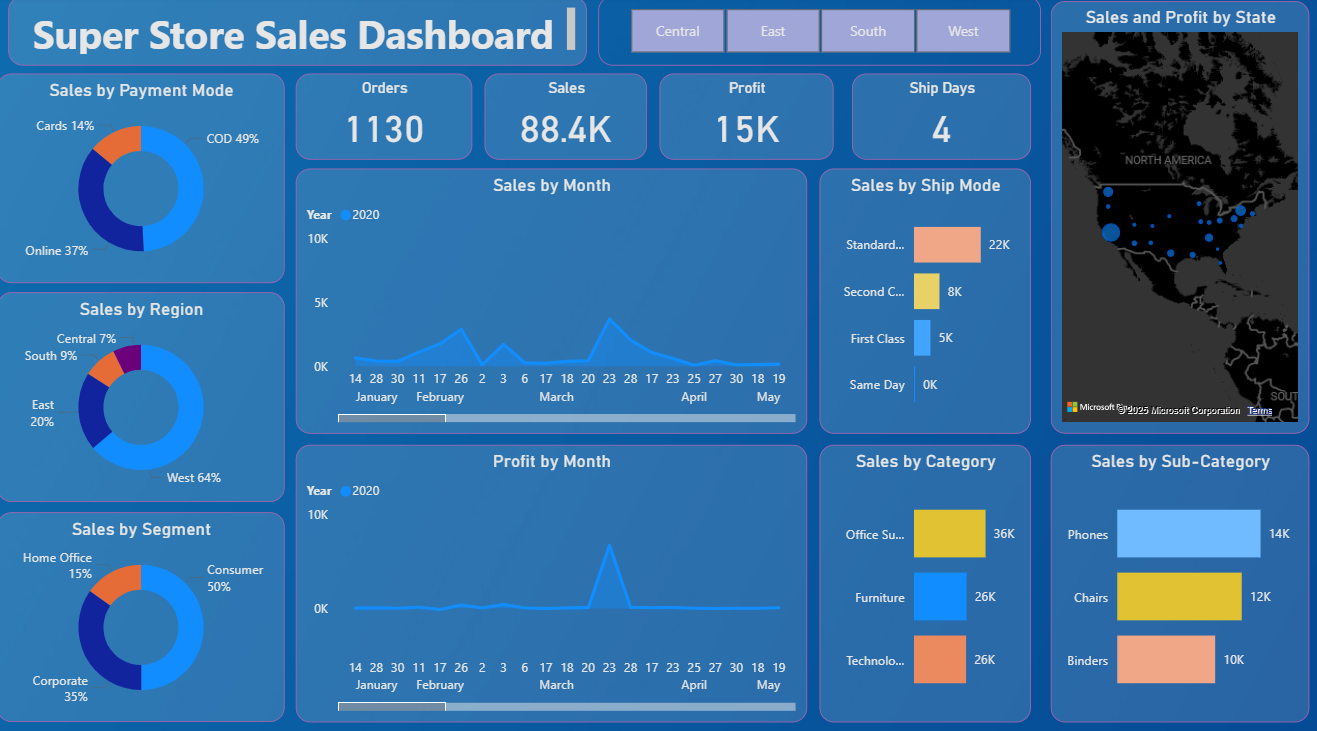 Super Store Sales Dashboard
Central East South West
Sales and Profit by State
NORTH AMERICA
SOUT
Microsoft
©2025 Microsoft Corporation Terms
Sales by Payment Mode
Cards 14%
COD 49%
Online 37%
Orders
1130
Sales
88.4K
Profit
15K
Ship Days
4
Sales by Month
Year 2020
10K
5K
0K
14 28 30 11 17 26 2 3 6 17 18 20 23 28 17 23 25 27 30 18 19
January February March April May
Sales by Ship Mode
Standard... 22K
Second C... 8K
First Class 5K
Same Day 0K
Sales by Region
Central 7%
South 9%
East
20%
West 64%
Profit by Month
Year 2020
10K
0K
14 28 30 11 17 26 2 3 6 17 18 20 23 28 17 23 25 27 30 18 19
January February March April May
Sales by Category
Office Su... 36K
Furniture 26K
Technolo... 26K
Sales by Sub-Category
Phones 14K
Chairs 12K
Binders 10K
Sales by Segment
Home Office
15%
Consumer
50%
Corporate
35%